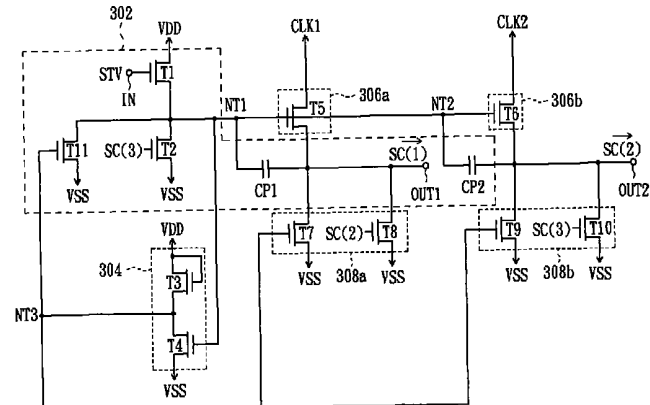 302
VDD
CLK1
CLK2
STV
T1
IN
306a
306b
NT1
T5
NT2
T6
T11
SC(3)
T2
SC(1)
SC(2)
VSS
VSS
CP1
OUT1
CP2
OUT2
VDD
T7
SC(2)
T8
T9
SC(3)
T10
304
T3
VSS
VSS
VSS
VSS
308a
308b
NT3
T4
VSS